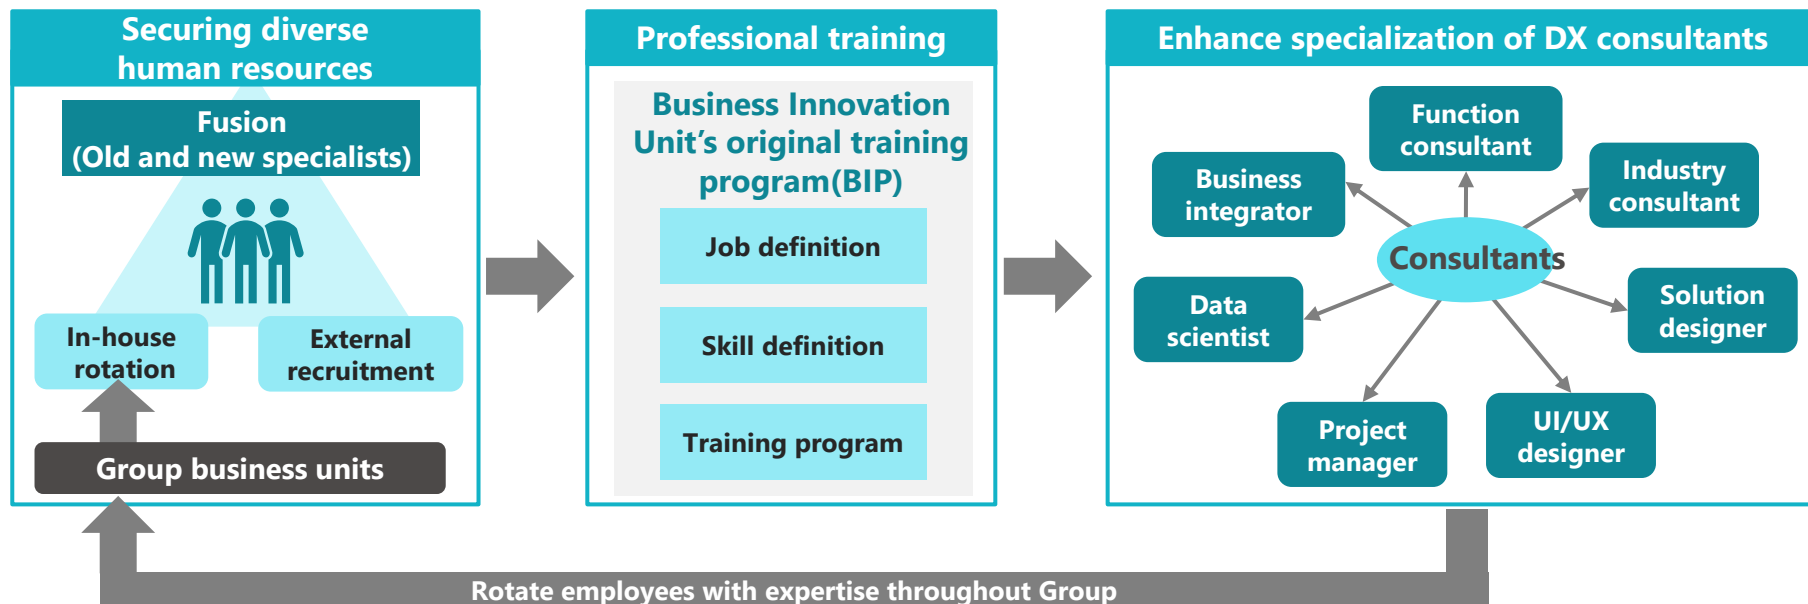 Securing diverse
human resources
Fusion
(Old and new specialists)
In-house
rotation
External
recruitment
Group business units
Professional training
Business Innovation
Unit's original training
program(BIP)
Job definition
Skill definition
Training program
Enhance specialization of DX consultants
Function
consultant
Business
integrator
Industry
consultant
Consultants
Data
scientist
Solution
designer
Project
manager
UI/UX
designer
Rotate employees with expertise throughout Group